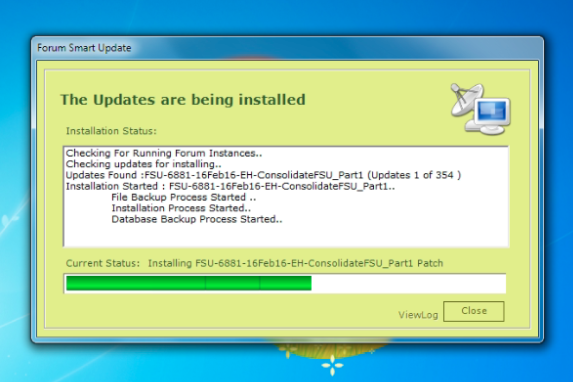 Forum Smart Update
The Updates are being installed
Installation Status:
Checking For Running Forum Instances..
Checking updates for installing..
Updates Found :FSU-6881-16Feb16-EH-ConsolidateFSU_Part1 (Updates 1 of 354 )
Installation Started : FSU-6881-16Feb16-EH-ConsolidateFSU_Part1..
File Backup Process Started ..
Installation Process Started..
Database Backup Process Started..
Current Status: Installing FSU-6881-16Feb16-EH-ConsolidateFSU_Part1 Patch
ViewLog
Close